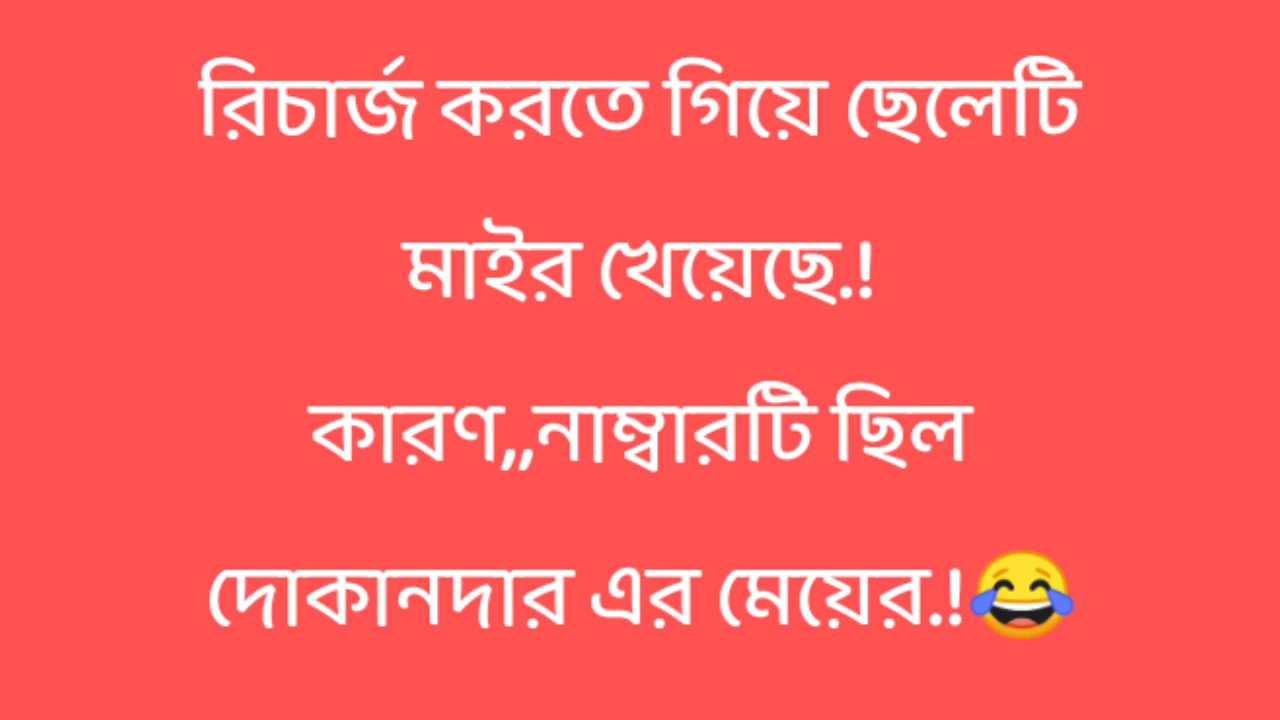 রিচার্জ করতে গিয়ে ছেলেটি
মাইর খেয়েছে.!
কারণ,,নাম্বারটি ছিল
দোকানদার এর মেয়ের.!😂